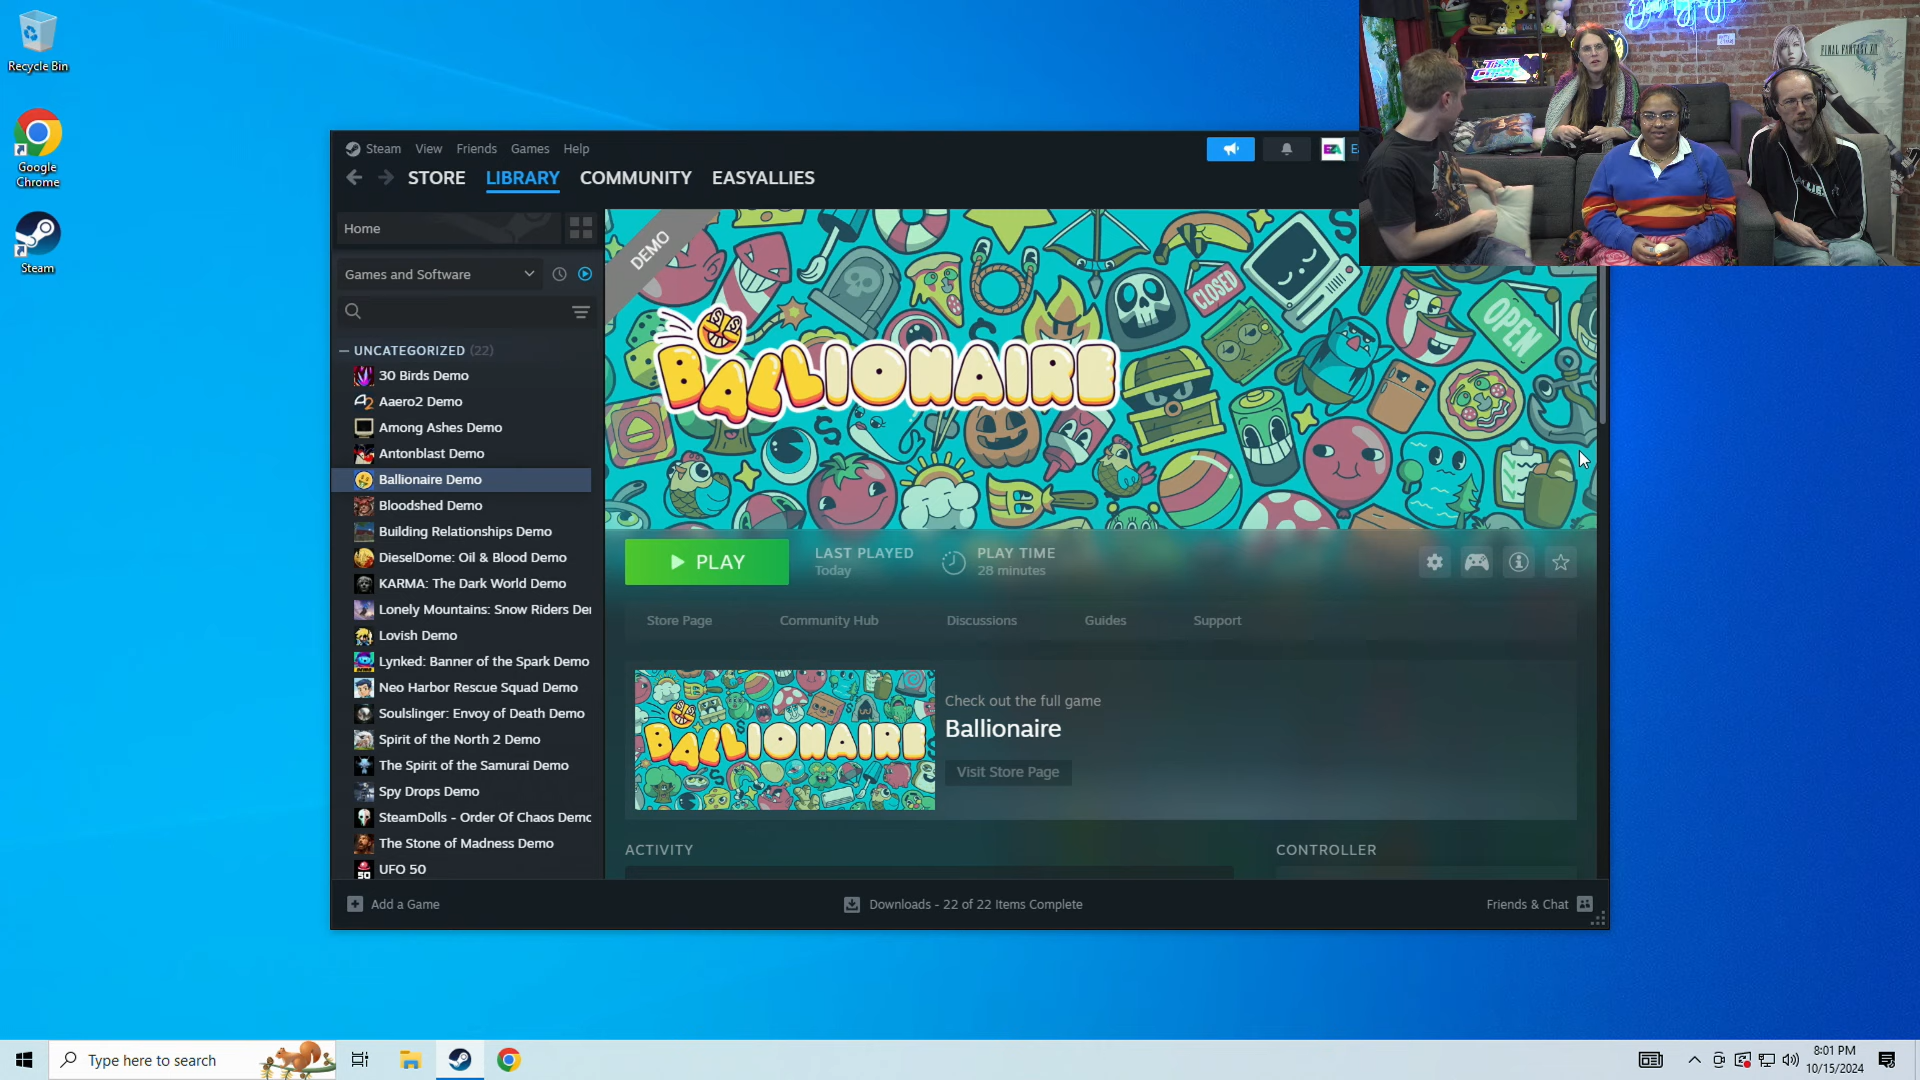 Recycle Bin
Google
Chrome
Steam
Steam View Friends Games Help
EZA
STORE LIBRARY COMMUNITY EASYALLIES
Home
Games and Software
UNCATEGORIZED (22)
30 Birds Demo
Aaero2 Demo
Among Ashes Demo
Antonblast Demo
Ballionaire Demo
Bloodshed Demo
Building Relationships Demo
DieselDome: Oil & Blood Demo
KARMA: The Dark World Demo
Lonely Mountains: Snow Riders De
Lovish Demo
Lynked: Banner of the Spark Demo
Neo Harbor Rescue Squad Demo
Soulslinger: Envoy of Death Demo
Spirit of the North 2 Demo
The Spirit of the Samurai Demo
Spy Drops Demo
SteamDolls - Order Of Chaos Demo
The Stone of Madness Demo
UFO 50
DEMO
BALLIONAIRE
CLOSED
OPEN
PLAY
LAST PLAYED
Today
PLAY TIME
28 minutes
Store Page Community Hub Discussions Guides Support
BALLIONAIRE
Check out the full game
Ballionaire
Visit Store Page
ACTIVITY
CONTROLLER
Add a Game
Downloads - 22 of 22 Items Complete
Friends & Chat
FINAL FANTASY XIII
Type here to search
8:01 PM
10/15/2024